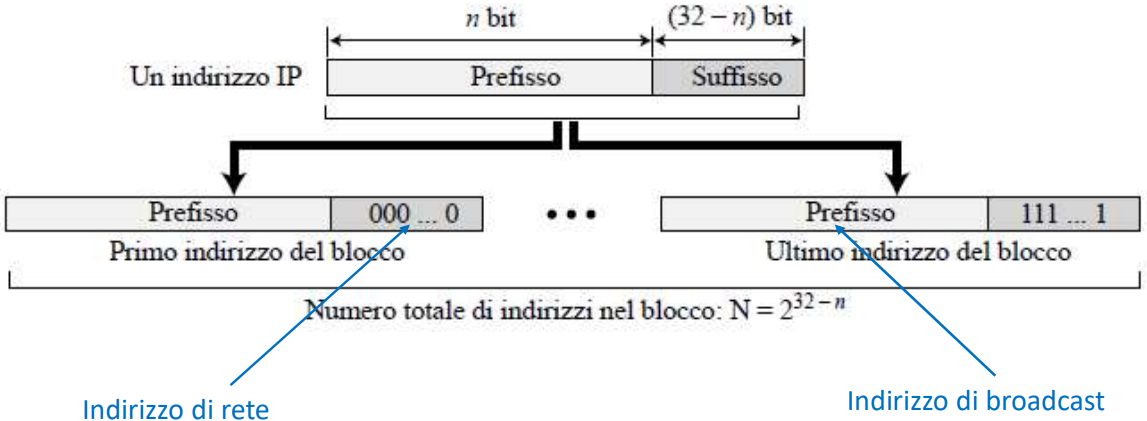 n bit (32 − n) bit
Un indirizzo IP Prefisso Suffisso
Prefisso 000 ... 0 ... Prefisso 111 ... 1
Primo indirizzo del blocco Ultimo indirizzo del blocco
Numero totale di indirizzi nel blocco: N = 2^{32 − n}
Indirizzo di rete Indirizzo di broadcast